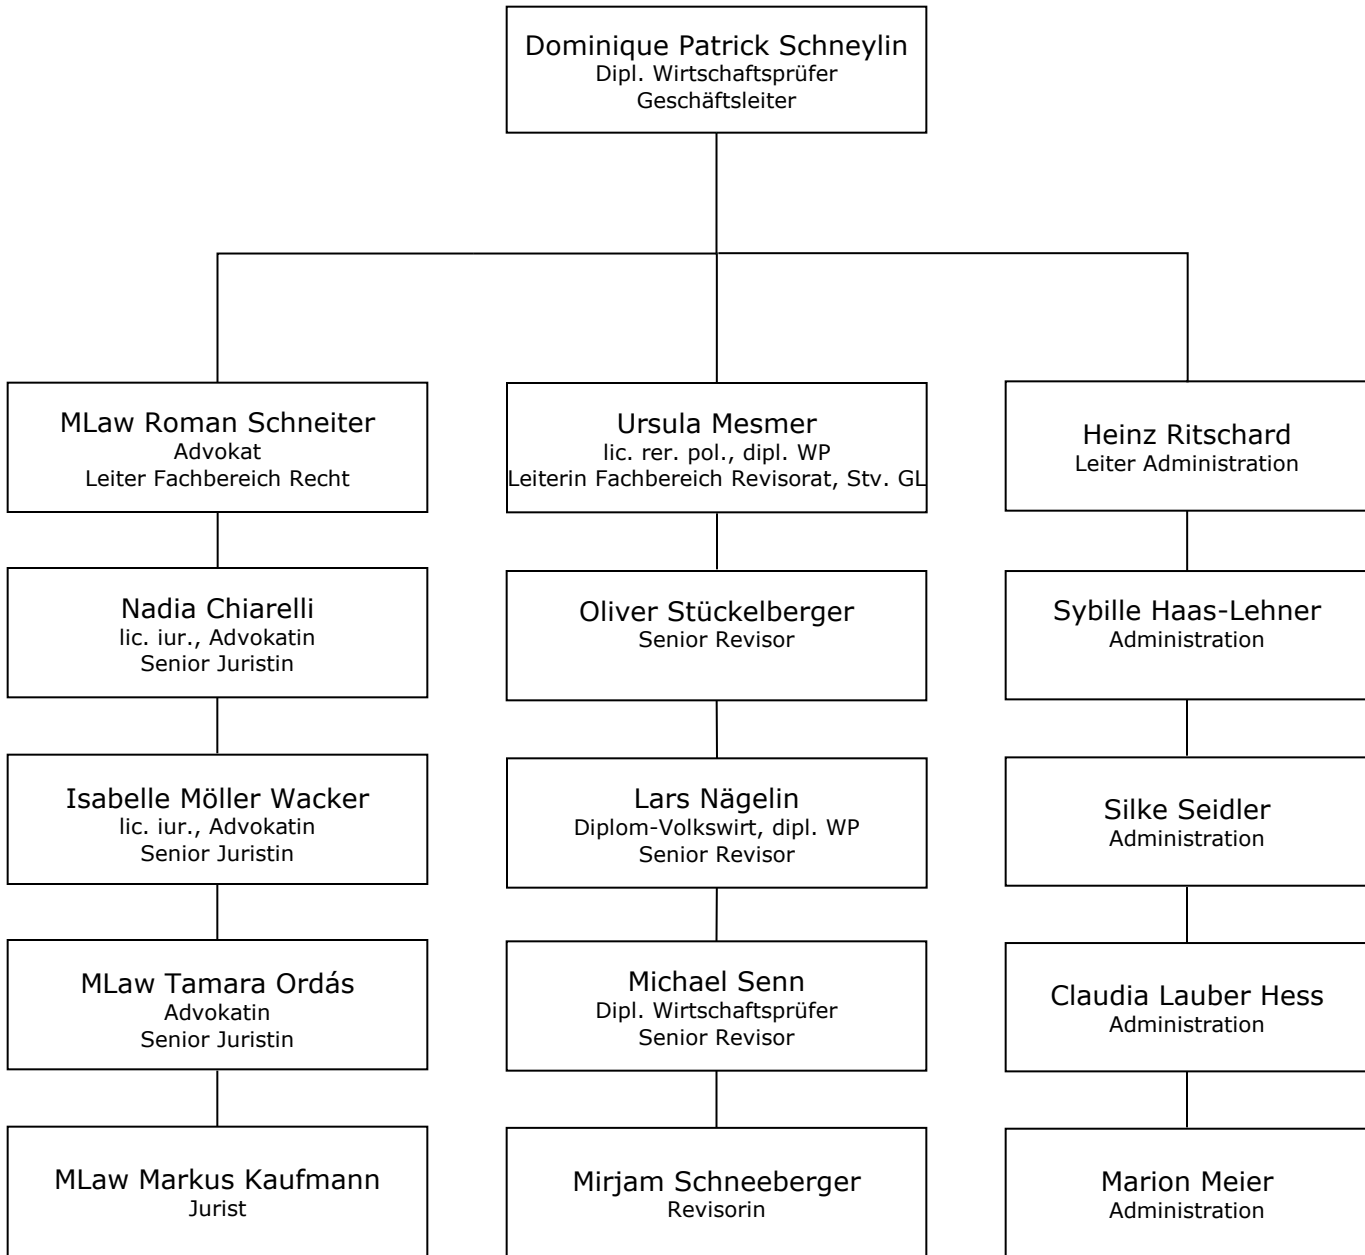 Dominique Patrick Schneylin
Dipl. Wirtschaftsprüfer
Geschäftsleiter
MLaw Roman Schneiter
Advokat
Leiter Fachbereich Recht
Ursula Mesmer
lic. rer. pol., dipl. WP
Leiterin Fachbereich Revisorat, Stv. GL
Heinz Ritschard
Leiter Administration
Nadia Chiarelli
lic. iur., Advokatin
Senior Juristin
Oliver Stückelberger
Senior Revisor
Sybille Haas-Lehner
Administration
Isabelle Möller Wacker
lic. iur., Advokatin
Senior Juristin
Lars Nägelin
Diplom-Volkswirt, dipl. WP
Senior Revisor
Silke Seidler
Administration
MLaw Tamara Ordás
Advokatin
Senior Juristin
Michael Senn
Dipl. Wirtschaftsprüfer
Senior Revisor
Claudia Lauber Hess
Administration
MLaw Markus Kaufmann
Jurist
Mirjam Schneeberger
Revisorin
Marion Meier
Administration